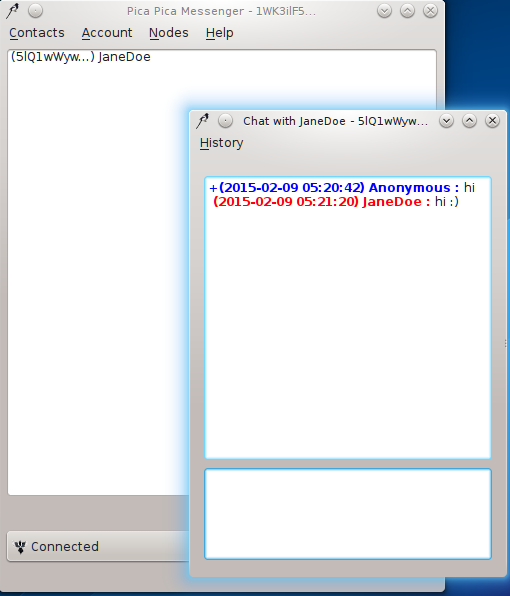 Pica Pica Messenger - 1WK3ilF5...
Contacts Account Nodes Help
(5lQ1wWyw...) JaneDoe
Chat with JaneDoe - 5lQ1wWyw...
History
+(2015-02-09 05:20:42) Anonymous : hi
(2015-02-09 05:21:20) JaneDoe : hi :)
Connected